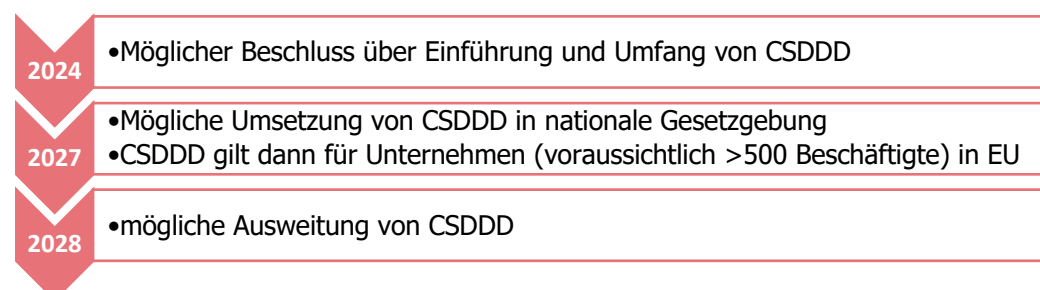 2024
•Möglicher Beschluss über Einführung und Umfang von CSDDD
2027
•Mögliche Umsetzung von CSDDD in nationale Gesetzgebung
•CSDDD gilt dann für Unternehmen (voraussichtlich >500 Beschäftigte) in EU
2028
•mögliche Ausweitung von CSDDD